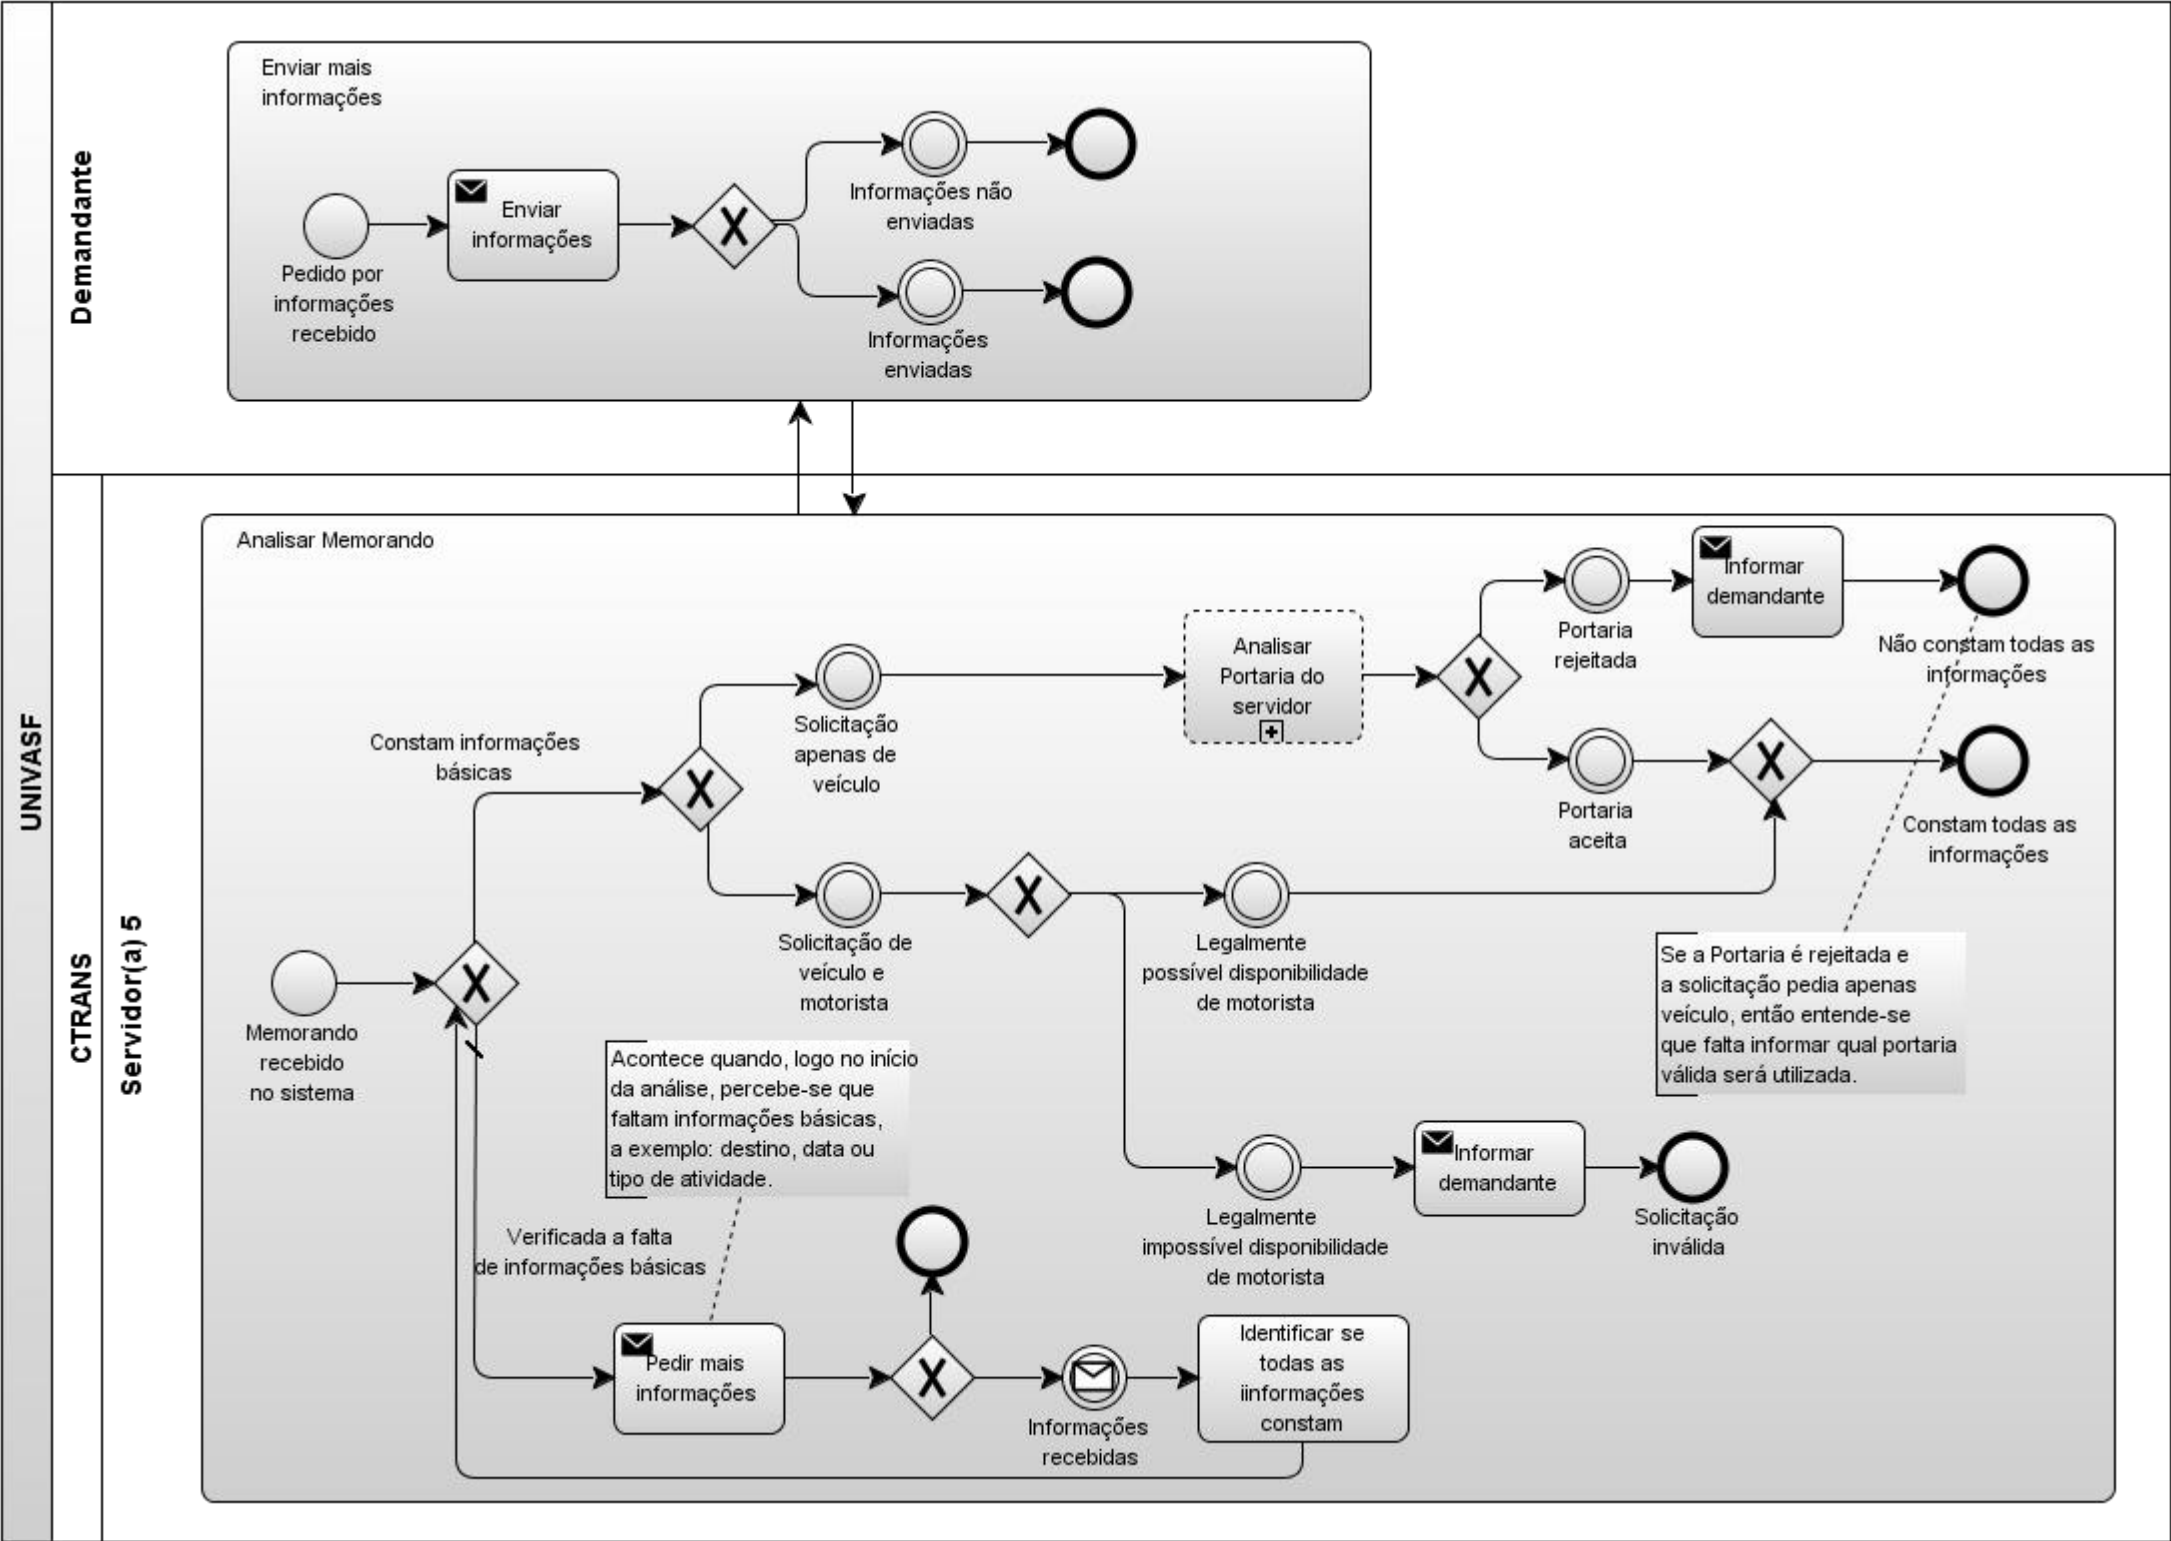 UNIVASF
Demandante
Enviar mais
informações
Pedido por
informações
recebido
Enviar
informações
Informações não
enviadas
Informações
enviadas
CTRANS
Servidor(a) 5
Analisar Memorando
Memorando
recebido
no sistema
Constam informações
básicas
Solicitação
apenas de
veículo
Analisar
Portaria do
servidor
Portaria
rejeitada
Informar
demandante
Não constam todas as
informações
Portaria
aceita
Constam todas as
informações
Solicitação de
veículo e
motorista
Legalmente
possível disponibilidade
de motorista
Se a Portaria é rejeitada e
a solicitação pedia apenas
veículo, então entende-se
que falta informar qual portaria
válida será utilizada.
Acontece quando, logo no início
da análise, percebe-se que
faltam informações básicas,
a exemplo: destino, data ou
tipo de atividade.
Legalmente
impossível disponibilidade
de motorista
Informar
demandante
Solicitação
inválida
Verificada a falta
de informações básicas
Pedir mais
informações
Informações
recebidas
Identificar se
todas as
iinformações
constam